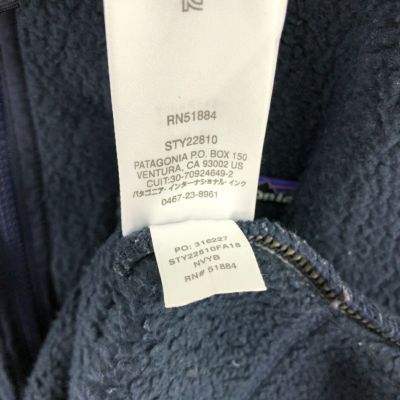 RN51884
STY22810
PATAGONIA P.O. BOX 150
VENTURA, CA 93002 US
CUIT:30-70924649-2
パタゴニア・インターナショナル・インク
0467-23-8961
onic
PO: 316227
STY22810FA18
NVYB
RN# 51884